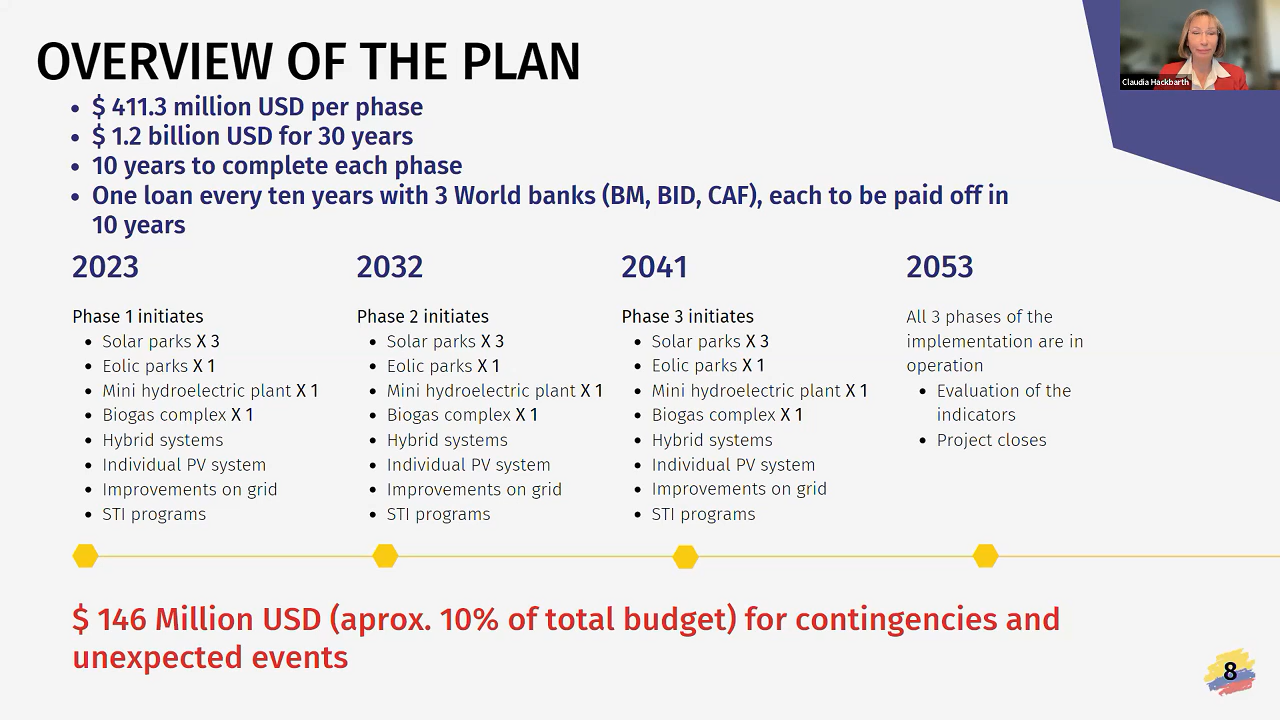 OVERVIEW OF THE PLAN
Claudia Hackbarth
• $ 411.3 million USD per phase
• $ 1.2 billion USD for 30 years
• 10 years to complete each phase
• One loan every ten years with 3 World banks (BM, BID, CAF), each to be paid off in
10 years
2023
Phase 1 initiates
• Solar parks X 3
• Eolic parks X 1
• Mini hydroelectric plant X 1
• Biogas complex X 1
• Hybrid systems
• Individual PV system
• Improvements on grid
• STI programs
2032
Phase 2 initiates
• Solar parks X 3
• Eolic parks X 1
• Mini hydroelectric plant X 1
• Biogas complex X 1
• Hybrid systems
• Individual PV system
• Improvements on grid
• STI programs
2041
Phase 3 initiates
• Solar parks X 3
• Eolic parks X 1
• Mini hydroelectric plant X 1
• Biogas complex X 1
• Hybrid systems
• Individual PV system
• Improvements on grid
• STI programs
2053
All 3 phases of the
implementation are in
operation
• Evaluation of the
indicators
• Project closes
$ 146 Million USD (aprox. 10% of total budget) for contingencies and
unexpected events
8